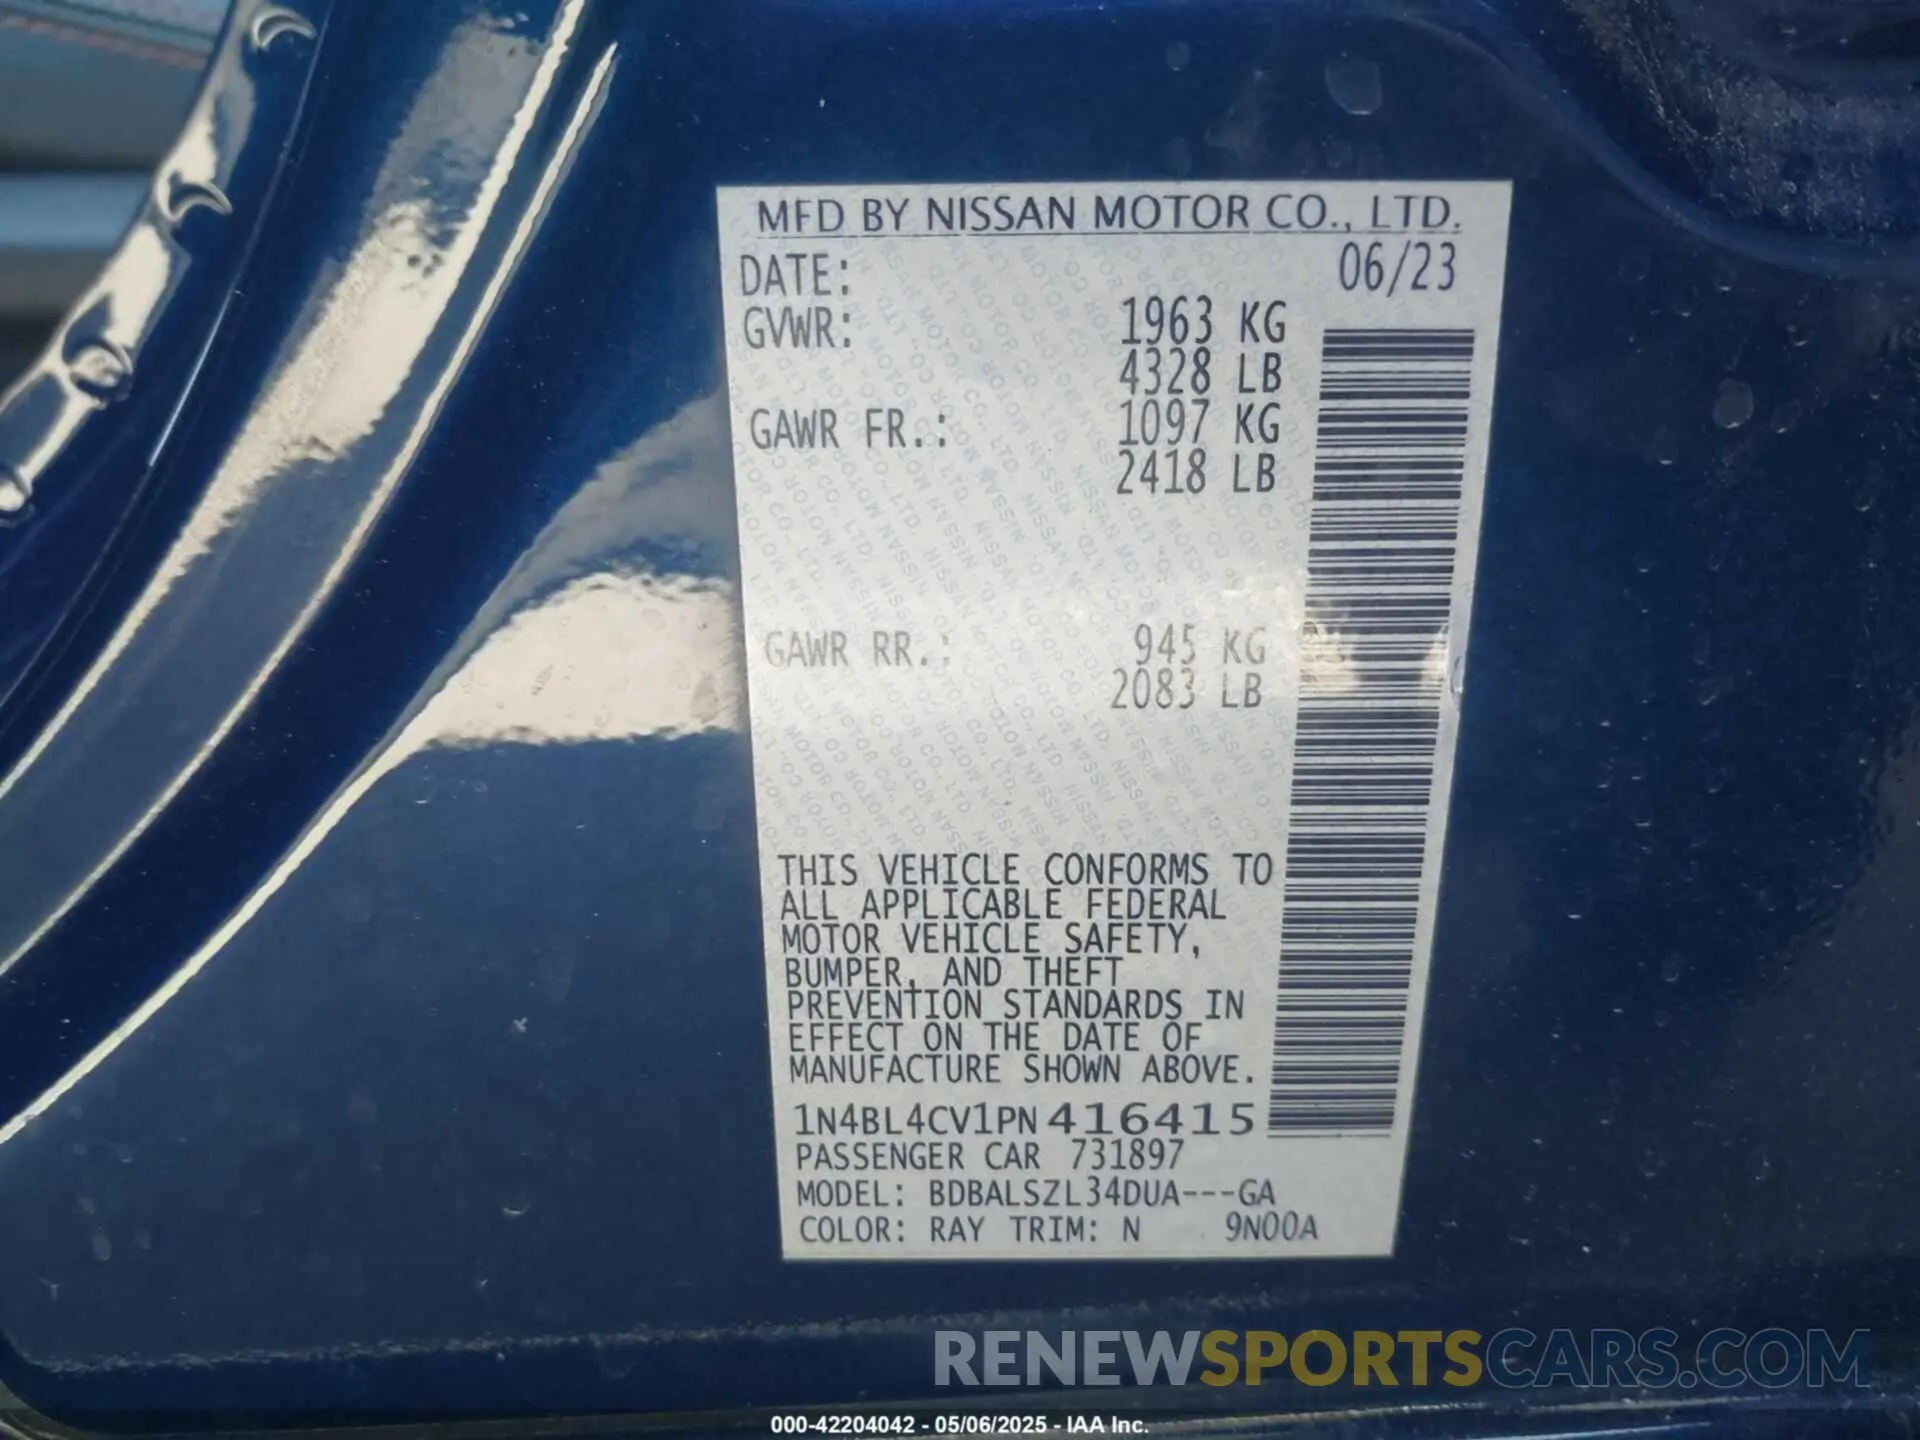 MFD BY NISSAN MOTOR CO., LTD.
DATE: 06/23
GVWR: 1963 KG
4328 LB
GAWR FR.: 1097 KG
2418 LB
GAWR RR.: 945 KG
2083 LB
THIS VEHICLE CONFORMS TO
ALL APPLICABLE FEDERAL
MOTOR VEHICLE SAFETY,
BUMPER, AND THEFT
PREVENTION STANDARDS IN
EFFECT ON THE DATE OF
MANUFACTURE SHOWN ABOVE.
1N4BL4CV1PN416415
PASSENGER CAR 731897
MODEL: BDBALSZL34DUA---GA
COLOR: RAY TRIM: N 9N00A
RENEWSPORTSCARS.COM
000-42204042 - 05/06/2025 - IAA Inc.